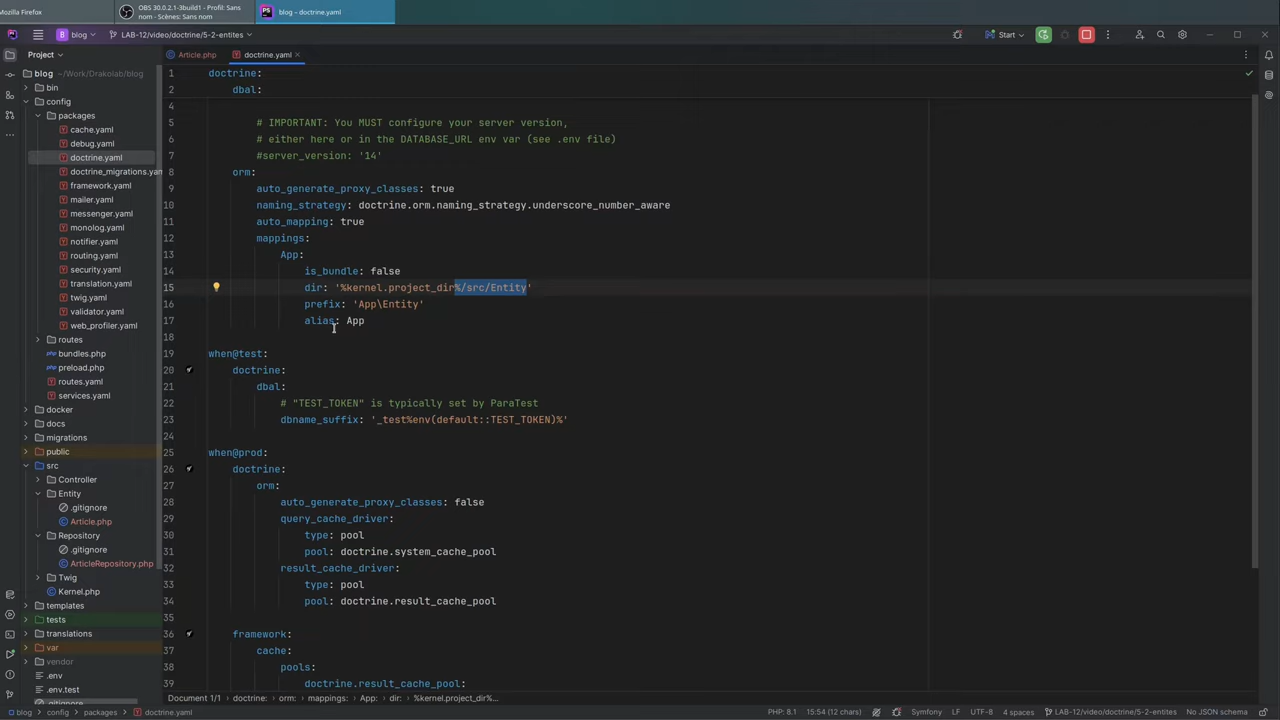 Mozilla Firefox
OBS 30.0.2.1-3build1 - Profil: Sans
nom - Scènes: Sans nom
PS blog – doctrine.yaml
B blog LAB-12/video/doctrine/5-2-entites Start
Project Article.php doctrine.yaml
blog ~/Work/Drakolab/blog
bin
config
packages
cache.yaml
debug.yaml
doctrine.yaml
doctrine_migrations.yam
framework.yaml
mailer.yaml
messenger.yaml
monolog.yaml
notifier.yaml
routing.yaml
security.yaml
translation.yaml
twig.yaml
validator.yaml
web_profiler.yaml
routes
bundles.php
preload.php
routes.yaml
services.yaml
docker
docs
migrations
public
src
Controller
Entity
.gitignore
Article.php
Repository
.gitignore
ArticleRepository.php
Twig
Kernel.php
templates
tests
translations
var
vendor
.env
.env.test
1 doctrine:
2 dbal:
4
5 # IMPORTANT: You MUST configure your server version,
6 # either here or in the DATABASE_URL env var (see .env file)
7 #server_version: '14'
8 orm:
9 auto_generate_proxy_classes: true
10 naming_strategy: doctrine.orm.naming_strategy.underscore_number_aware
11 auto_mapping: true
12 mappings:
13 App:
14 is_bundle: false
15 dir: '%kernel.project_dir%/src/Entity'
16 prefix: 'App\Entity'
17 alias: App
18
19 when@test:
20 doctrine:
21 dbal:
22 # "TEST_TOKEN" is typically set by ParaTest
23 dbname_suffix: '_test%env(default::TEST_TOKEN)%'
24
25 when@prod:
26 doctrine:
27 orm:
28 auto_generate_proxy_classes: false
29 query_cache_driver:
30 type: pool
31 pool: doctrine.system_cache_pool
32 result_cache_driver:
33 type: pool
34 pool: doctrine.result_cache_pool
35
36 framework:
37 cache:
38 pools:
39 doctrine.result_cache_pool:
Document 1/1 › doctrine: › orm: › mappings: › App: › dir: › %kernel.project_dir%...
blog › config › packages › doctrine.yaml PHP: 8.1 15:54 (12 chars) Symfony LF UTF-8 4 spaces LAB-12/video/doctrine/5-2-entites No JSON schema